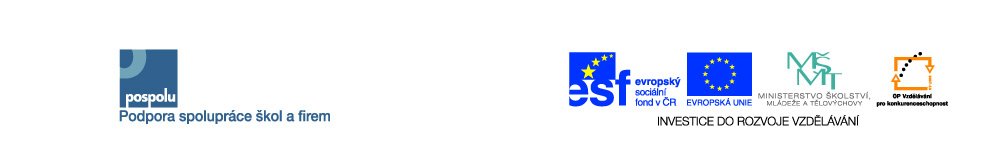 pospolu
Podpora spolupráce škol a firem
esf evropský
sociální
fond v ČR
EVROPSKÁ UNIE
MŠMT
MINISTERSTVO ŠKOLSTVÍ,
MLÁDEŽE A TĚLOVÝCHOVY
OP Vzdělávání
pro konkurenceschopnost
INVESTICE DO ROZVOJE VZDĚLÁVÁNÍ